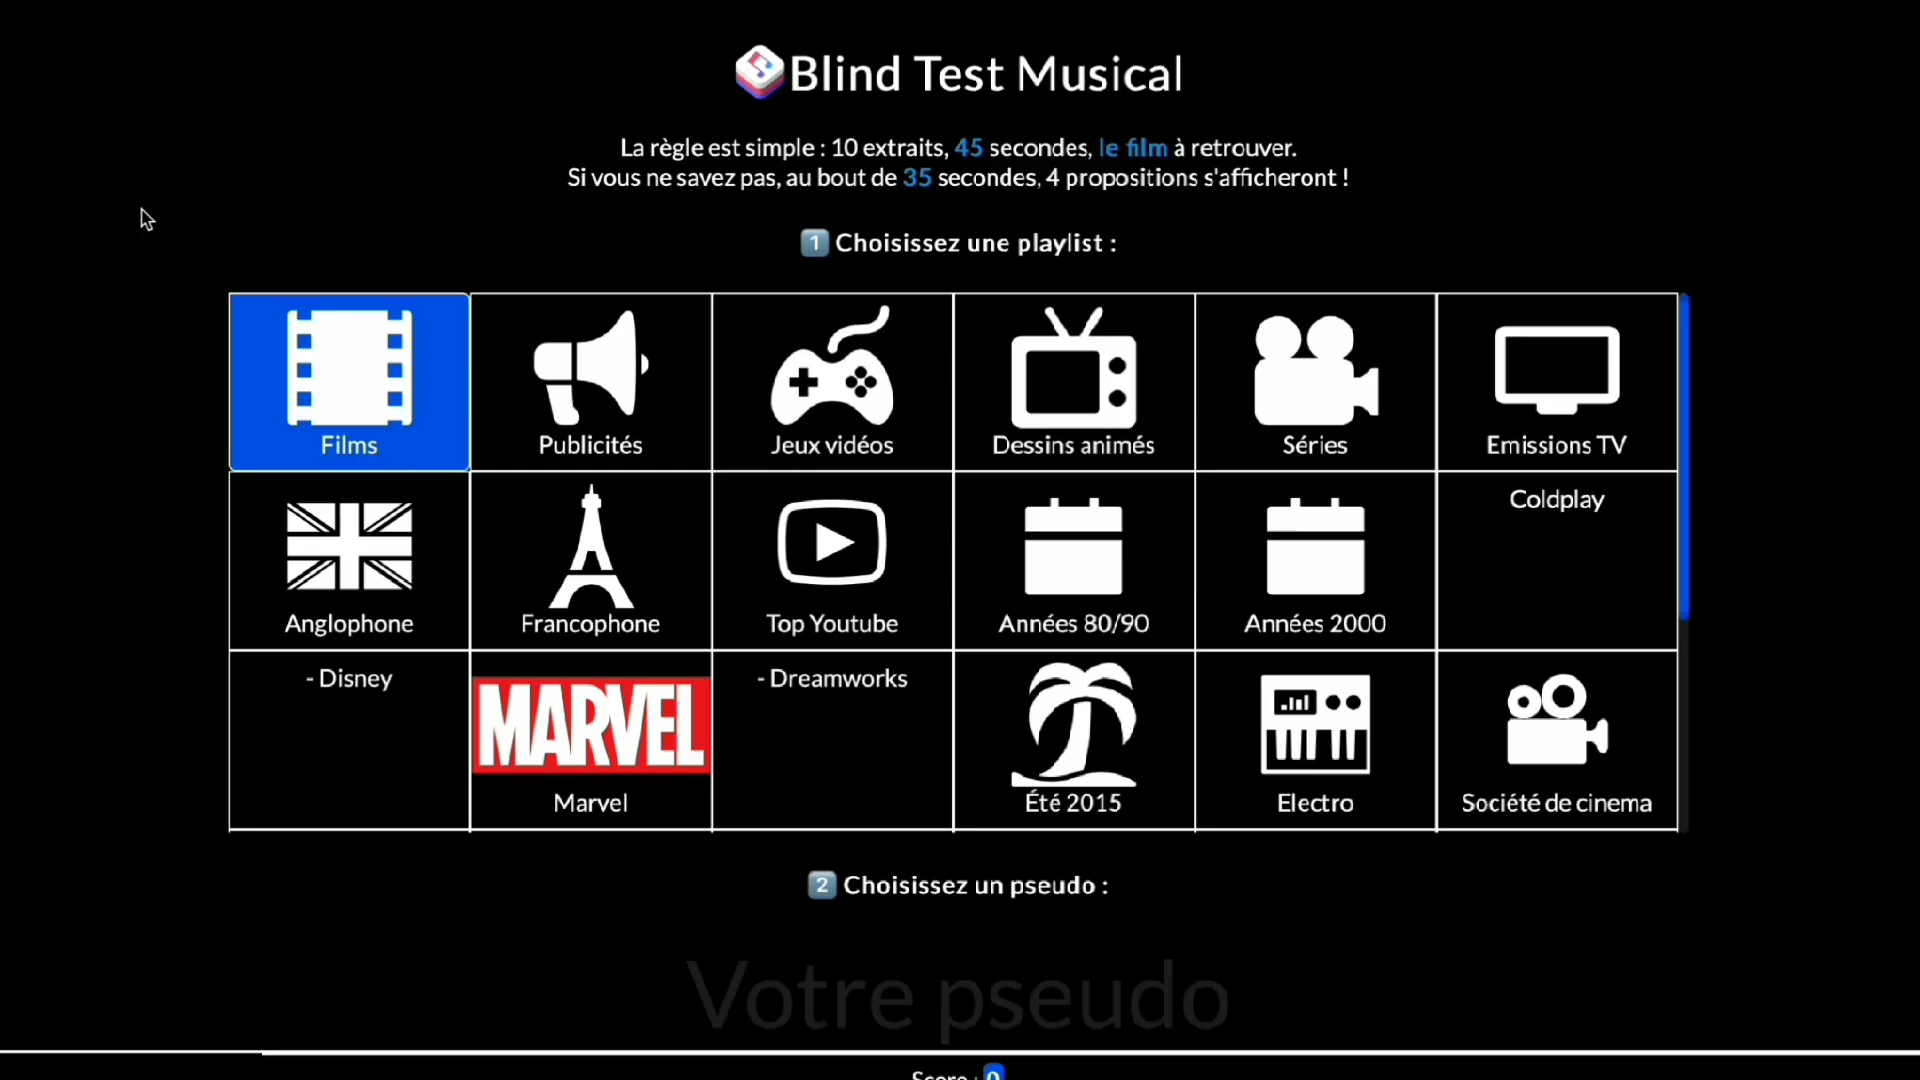 Blind Test Musical
La règle est simple : 10 extraits, 45 secondes, le film à retrouver.
Si vous ne savez pas, au bout de 35 secondes, 4 propositions s'afficheront !
1 Choisissez une playlist :
Films
Publicités
Jeux vidéos
Dessins animés
Séries
Emissions TV
Anglophone
Francophone
Top Youtube
Années 80/90
Années 2000
Coldplay
- Disney
MARVEL
Marvel
- Dreamworks
Été 2015
Electro
Société de cinema
2 Choisissez un pseudo :
Votre pseudo
Score : 0